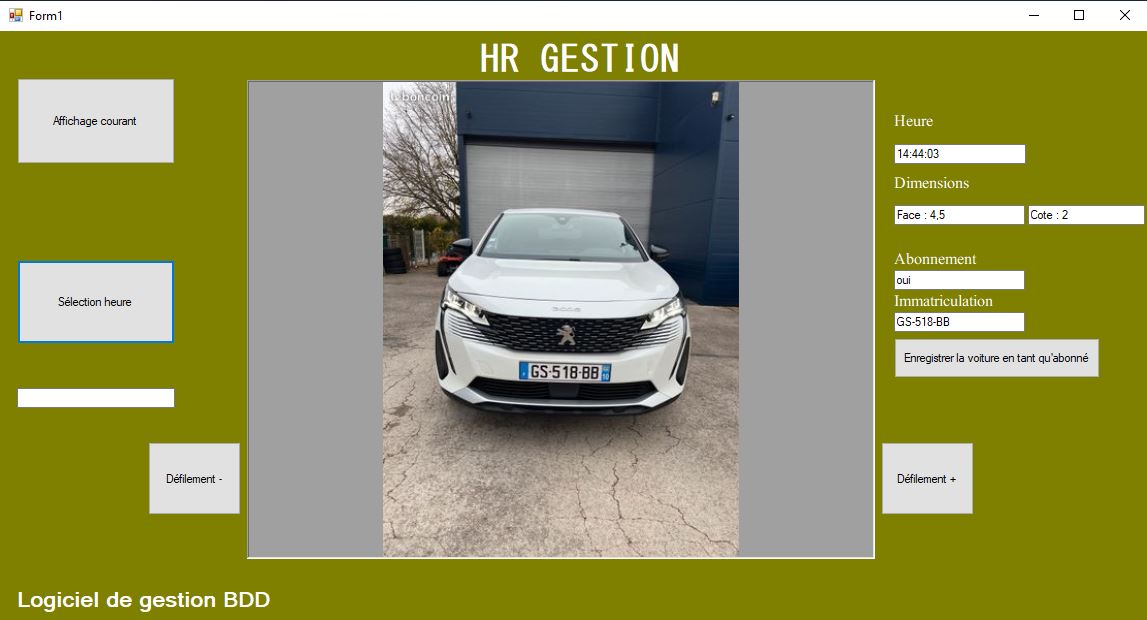 Form1
HR GESTION
leboncoin
Affichage courant
Heure
14:44:03
Dimensions
Face : 4,5
Cote : 2
Abonnement
oui
Sélection heure
Immatriculation
GS-518-BB
Enregistrer la voiture en tant qu'abonné
GS-518-BB
10
Défilement -
Défilement +
Logiciel de gestion BDD